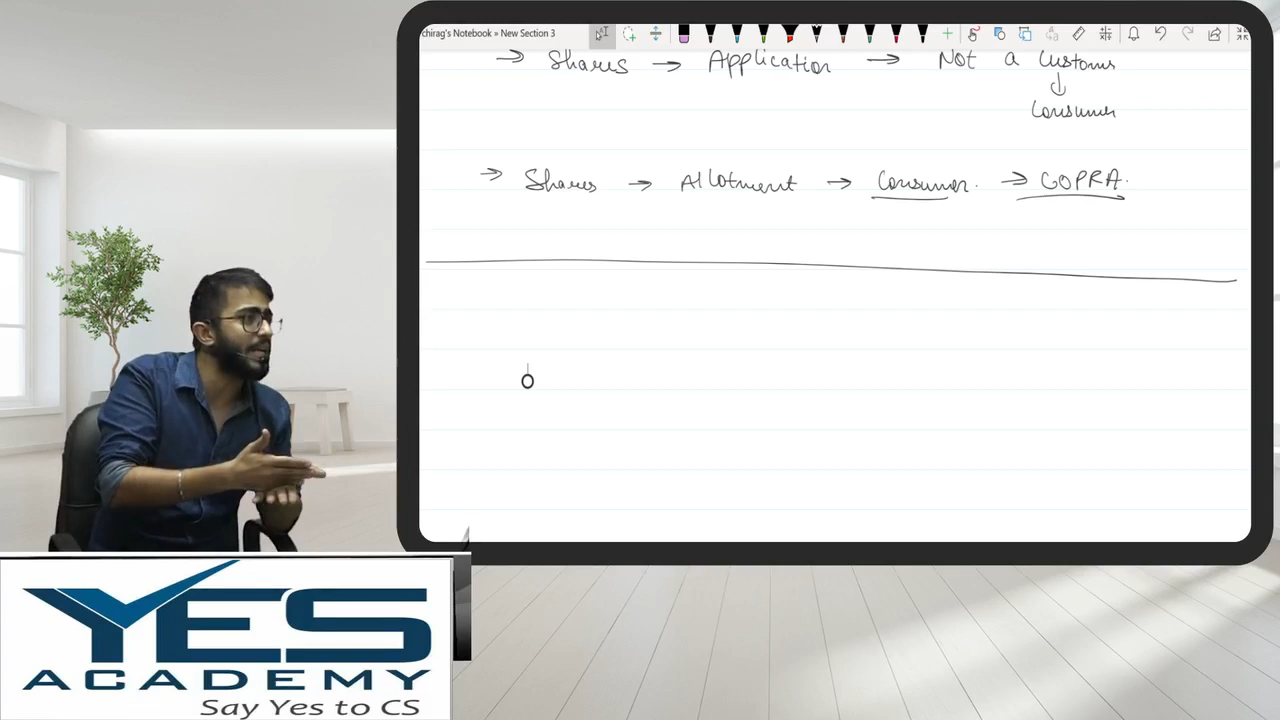 chirag's Notebook » New Section 3
→ Shares → Application → Not a Customer
↓
Consumer
→ Shares → Allotment → Consumer. → COPRA.
YES
ACADEMY
Say Yes to CS